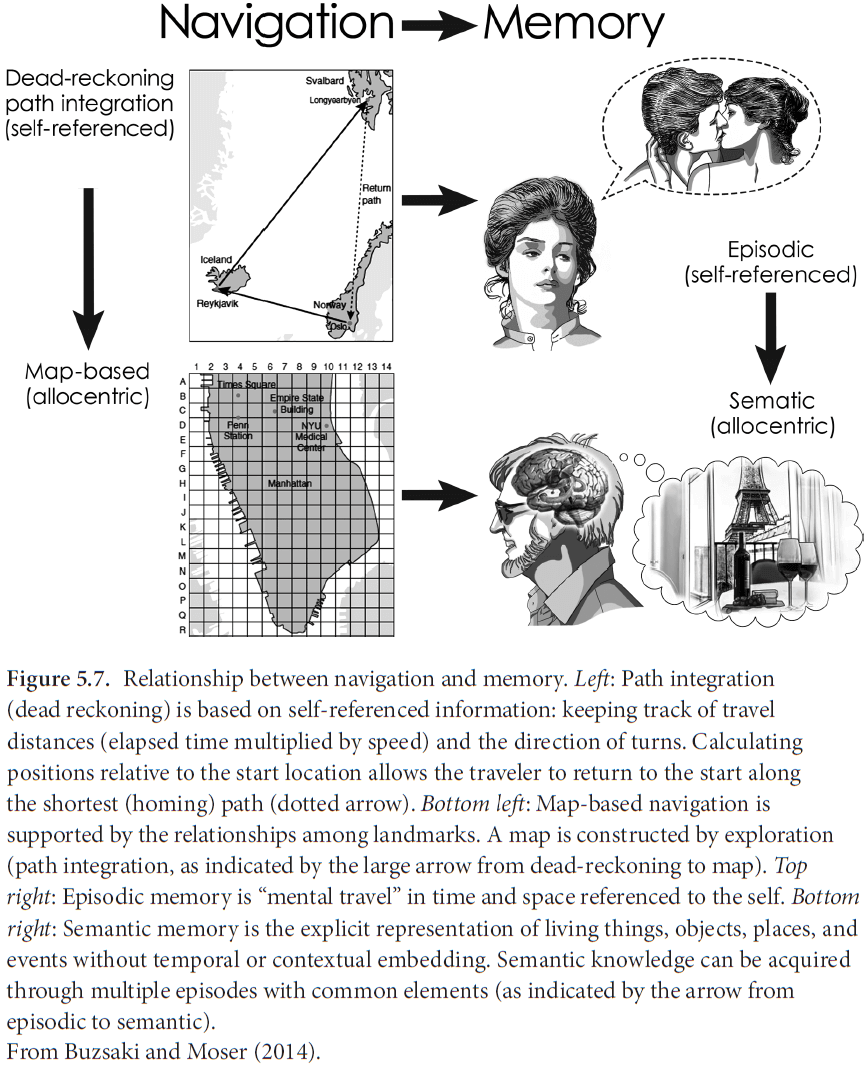 Navigation Memory
Dead-reckoning
path integration
(self-referenced)
Svalbard
Longyearbyen
Return
path
Iceland
Reykjavik
Norway
Oslo
Episodic
(self-referenced)
Map-based
(allocentric)
1 2 3 4 5 6 7 8 9 10 11 12 13 14
A
B
C
D
E
F
G
H
I
J
K
L
M
N
O
P
Q
R
Times Square
Empire State
Building
Penn
Station
NYU
Medical
Center
Manhattan
Sematic
(allocentric)
Figure 5.7. Relationship between navigation and memory. Left: Path integration
(dead reckoning) is based on self-referenced information: keeping track of travel
distances (elapsed time multiplied by speed) and the direction of turns. Calculating
positions relative to the start location allows the traveler to return to the start along
the shortest (homing) path (dotted arrow). Bottom left: Map-based navigation is
supported by the relationships among landmarks. A map is constructed by exploration
(path integration, as indicated by the large arrow from dead-reckoning to map). Top
right: Episodic memory is “mental travel” in time and space referenced to the self. Bottom
right: Semantic memory is the explicit representation of living things, objects, places, and
events without temporal or contextual embedding. Semantic knowledge can be acquired
through multiple episodes with common elements (as indicated by the arrow from
episodic to semantic).
From Buzsaki and Moser (2014).